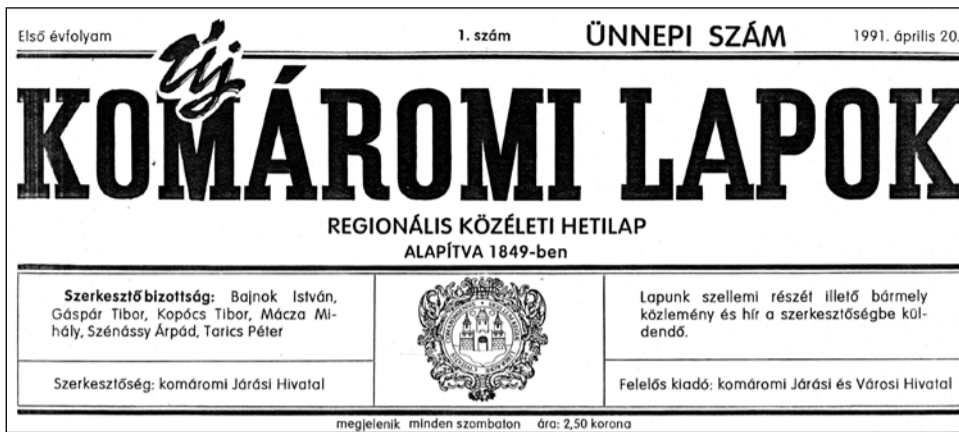 Első évfolyam 1. szám ÜNNEPI SZÁM 1991. április 20.
Új
KOMÁROMI LAPOK
REGIONÁLIS KÖZÉLETI HETILAP
ALAPÍTVA 1849-ben
Szerkesztőbizottság: Bajnok István,
Gáspár Tibor, Kopócs Tibor, Mácza Mi-
hály, Szénássy Árpád, Tarics Péter
Szerkesztőség: komáromi Járási Hivatal
Lapunk szellemi részét illető bármely
közlemény és hír a szerkesztőségbe kül-
dendő.
Felelős kiadó: komáromi Járási és Városi Hivatal
megjelenik minden szombaton ára: 2,50 korona